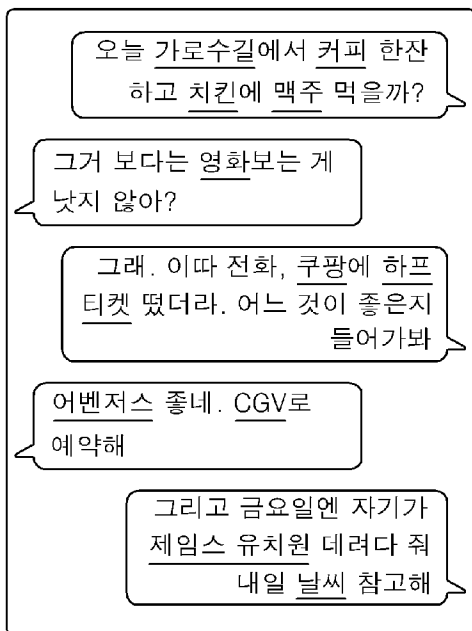 오늘 가로수길에서 커피 한잔
하고 치킨에 맥주 먹을까?
그거 보다는 영화보는 게
낫지 않아?
그래. 이따 전화, 쿠팡에 하프
티켓 떴더라. 어느 것이 좋은지
들어가봐
어벤저스 좋네. CGV로
예약해
그리고 금요일엔 자기가
제임스 유치원 데려다 줘
내일 날씨 참고해